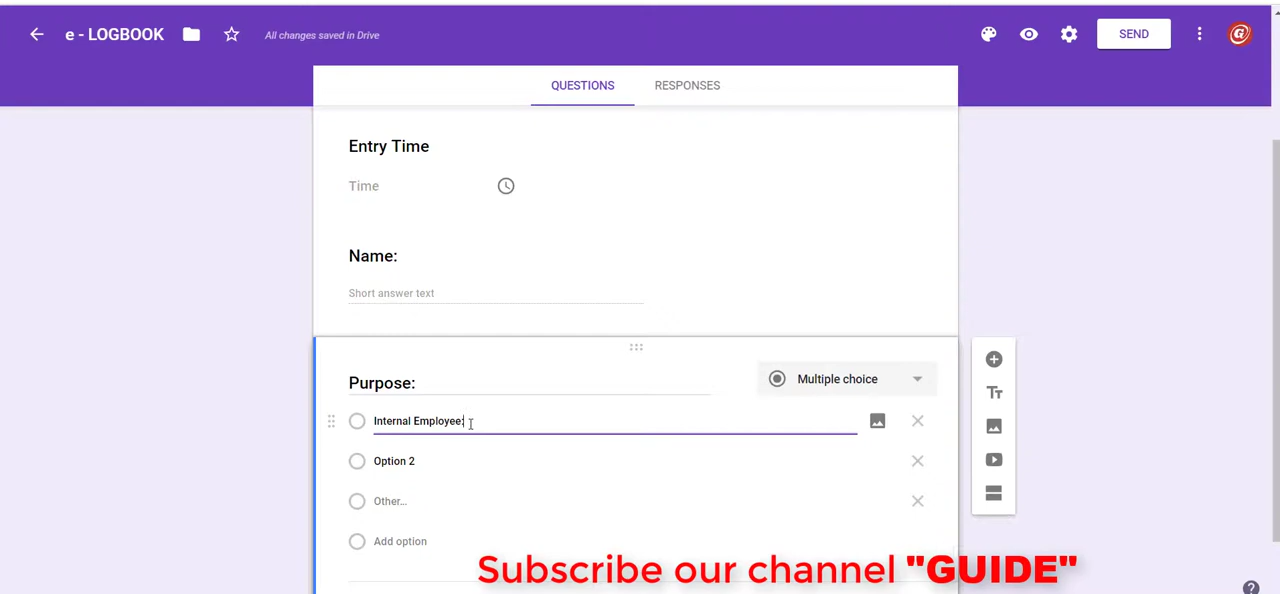 e - LOGBOOK
All changes saved in Drive
SEND
G
QUESTIONS
RESPONSES
Entry Time
Time
Name:
Short answer text
Purpose:
Multiple choice
Internal Employee:
Option 2
Other...
Add option
Tт
Subscribe our channel "GUIDE"
?